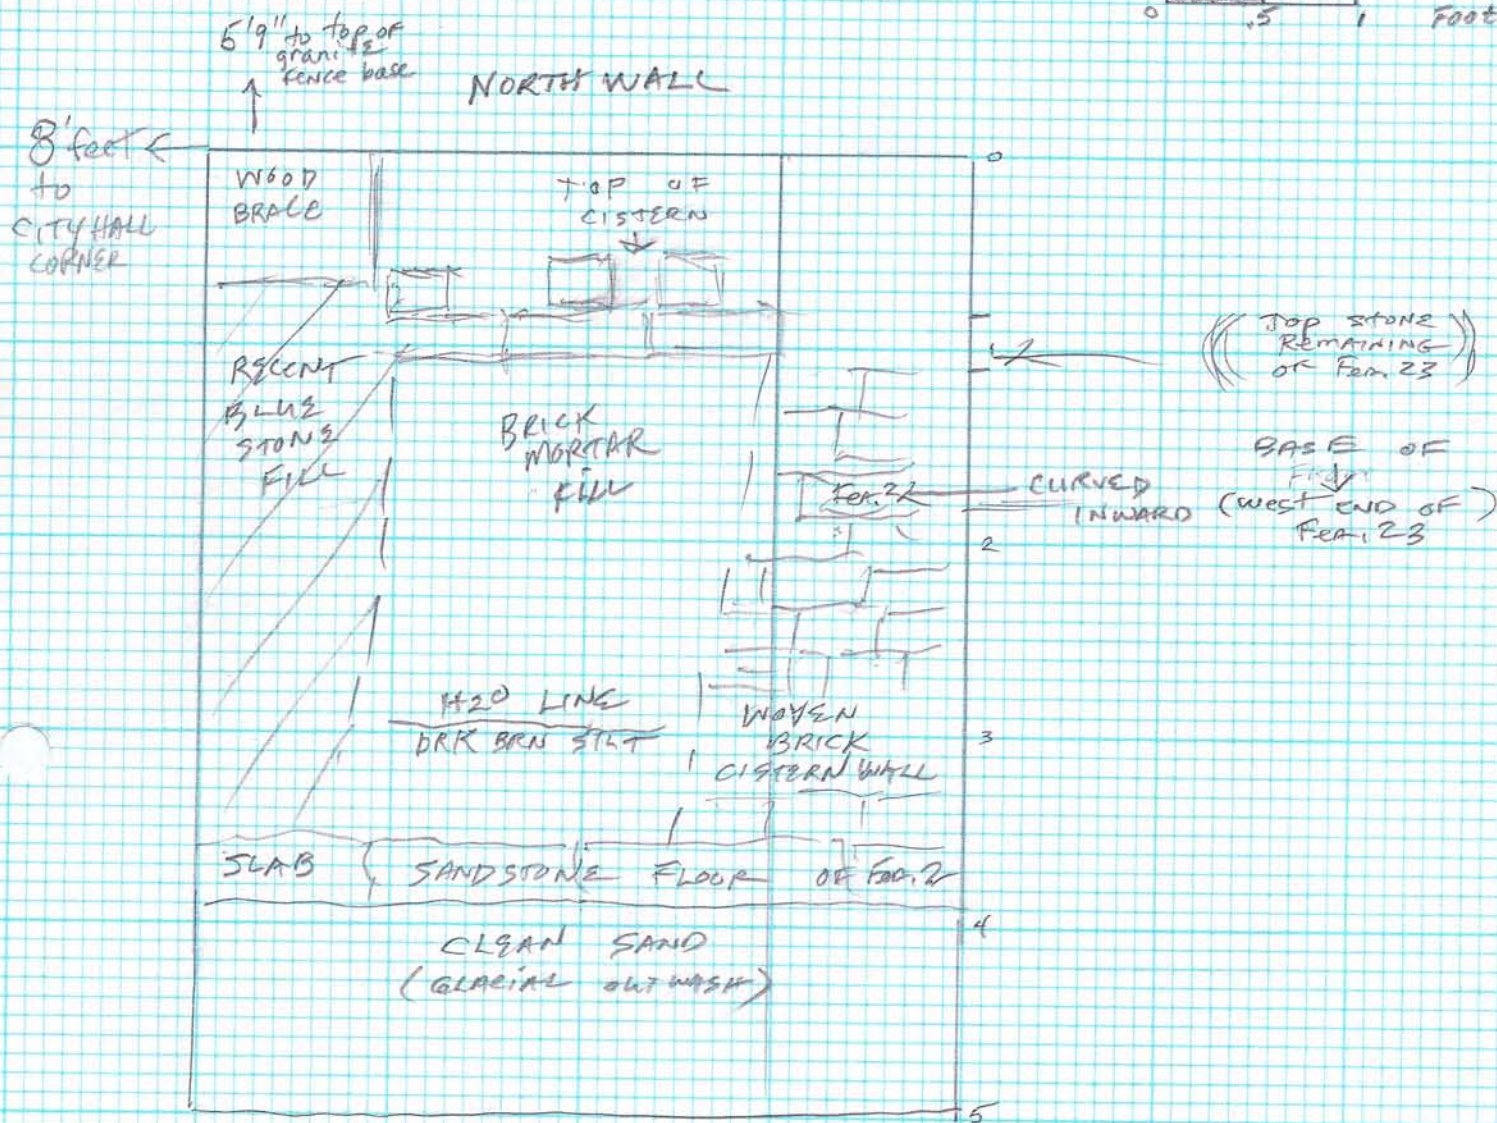 0 .5 1 Foot
6'9" to top of
granite
fence base
NORTH WALL
8' feet
to
CITY HALL
CORNER
0
WOOD
BRACE
TOP OF
CISTERN
1
TOP STONE
REMAINING
OF Fea. 23
RECENT
BLUE
STONE
FILL
BRICK
MORTAR
FILL
Fea. 22
CURVED
INWARD
BASE OF
(West END OF)
Fea. 23
2
H2O LINE
DRK BRN SILT
WOVEN
BRICK
CISTERN WALL
3
SLAB SANDSTONE FLOOR OF Fea. 2
4
CLEAN SAND
(GLACIAL OUTWASH)
5